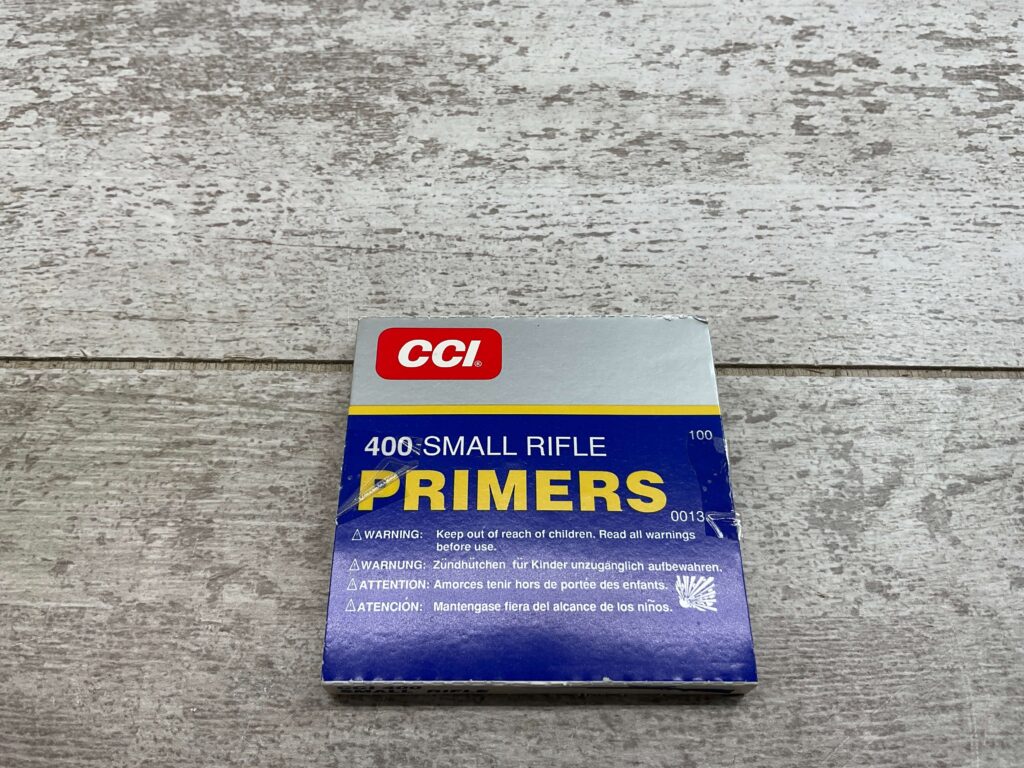 CCI®
400 SMALL RIFLE
100
PRIMERS
0013
⚠WARNING: Keep out of reach of children. Read all warnings
before use.
⚠WARNUNG: Zündhütchen für Kinder unzugänglich aufbewahren.
⚠ATTENTION: Amorces tenir hors de portée des enfants.
⚠ATENCIÓN: Mantengase fiera del alcance de los niños.
SMALL RIFLE